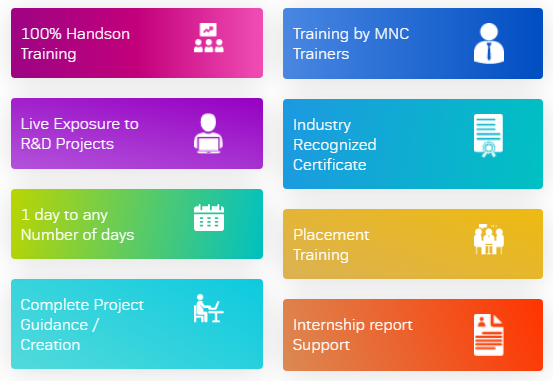 100% Handson
Training
Training by MNC
Trainers
Live Exposure to
R&D Projects
Industry
Recognized
Certificate
1 day to any
Number of days
Placement
Training
Complete Project
Guidance /
Creation
Internship report
Support